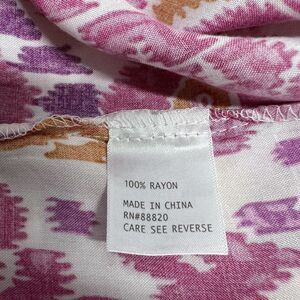 100% RAYON
MADE IN CHINA
RN#88820
CARE SEE REVERSE